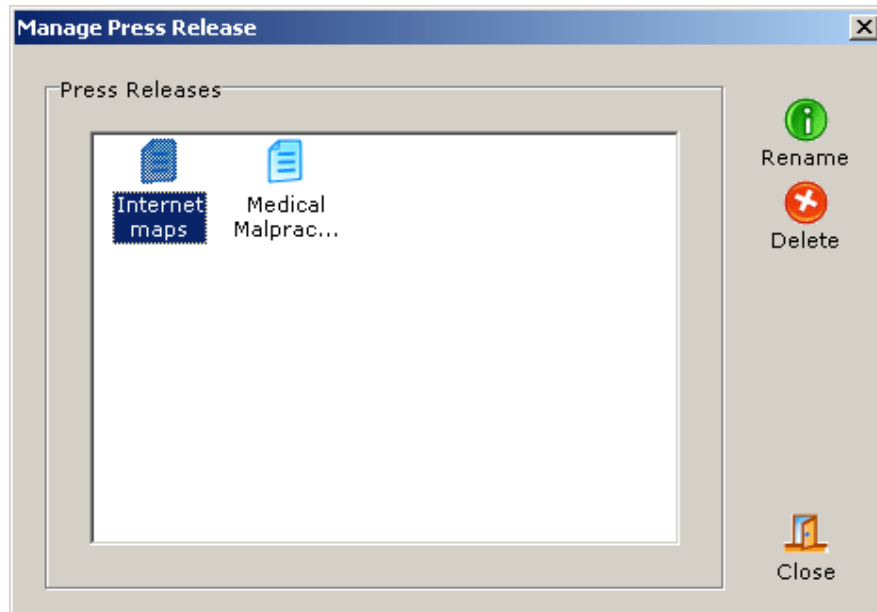 Manage Press Release
Press Releases
Internet
maps
Medical
Malprac...
Rename
Delete
Close